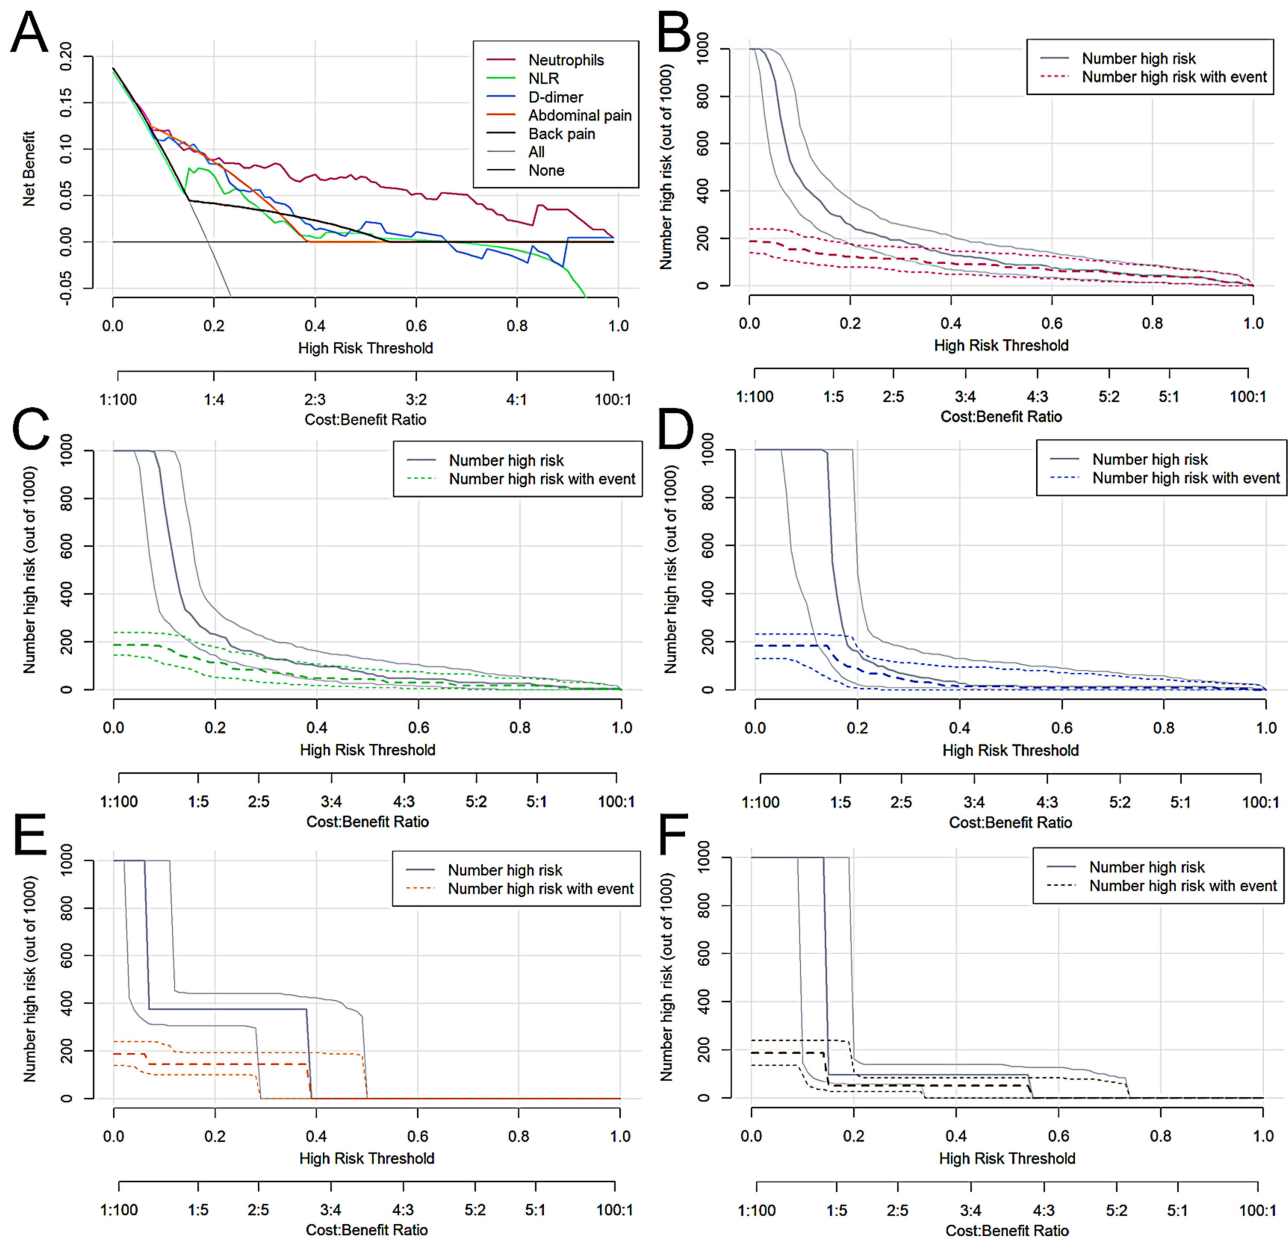 A
Net Benefit
0.20
0.15
0.10
0.05
0.00
-0.05
Neutrophils
NLR
D-dimer
Abdominal pain
Back pain
All
None
0.0 0.2 0.4 0.6 0.8 1.0
High Risk Threshold
1:100 1:4 2:3 3:2 4:1 100:1
Cost:Benefit Ratio
B
Number high risk (out of 1000)
1000
800
600
400
200
0
Number high risk
Number high risk with event
0.0 0.2 0.4 0.6 0.8 1.0
High Risk Threshold
1:100 1:5 2:5 3:4 4:3 5:2 5:1 100:1
Cost:Benefit Ratio
C
Number high risk (out of 1000)
1000
800
600
400
200
0
Number high risk
Number high risk with event
0.0 0.2 0.4 0.6 0.8 1.0
High Risk Threshold
1:100 1:5 2:5 3:4 4:3 5:2 5:1 100:1
Cost:Benefit Ratio
D
Number high risk (out of 1000)
1000
800
600
400
200
0
Number high risk
Number high risk with event
0.0 0.2 0.4 0.6 0.8 1.0
High Risk Threshold
1:100 1:5 2:5 3:4 4:3 5:2 5:1 100:1
Cost:Benefit Ratio
E
Number high risk (out of 1000)
1000
800
600
400
200
0
Number high risk
Number high risk with event
0.0 0.2 0.4 0.6 0.8 1.0
High Risk Threshold
1:100 1:5 2:5 3:4 4:3 5:2 5:1 100:1
Cost:Benefit Ratio
F
Number high risk (out of 1000)
1000
800
600
400
200
0
Number high risk
Number high risk with event
0.0 0.2 0.4 0.6 0.8 1.0
High Risk Threshold
1:100 1:5 2:5 3:4 4:3 5:2 5:1 100:1
Cost:Benefit Ratio